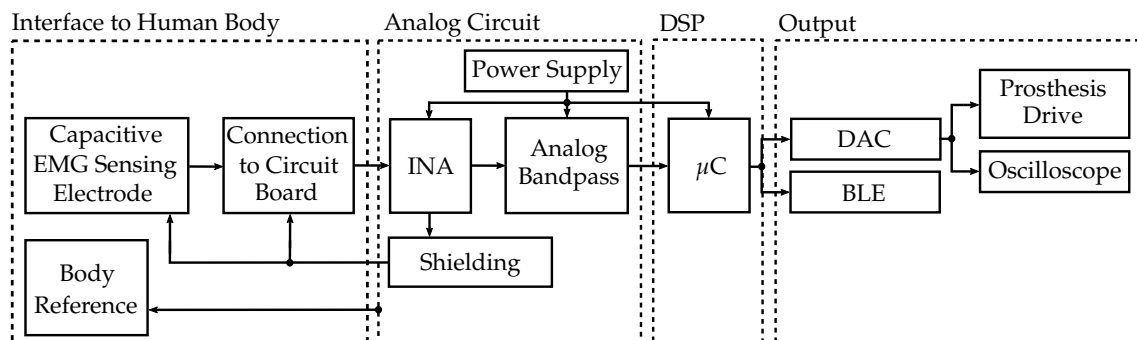 Interface to Human Body
Analog Circuit
DSP
Output
Power Supply
Capacitive
EMG Sensing
Electrode
Connection
to Circuit
Board
INA
Analog
Bandpass
μC
DAC
BLE
Prosthesis
Drive
Oscilloscope
Shielding
Body
Reference